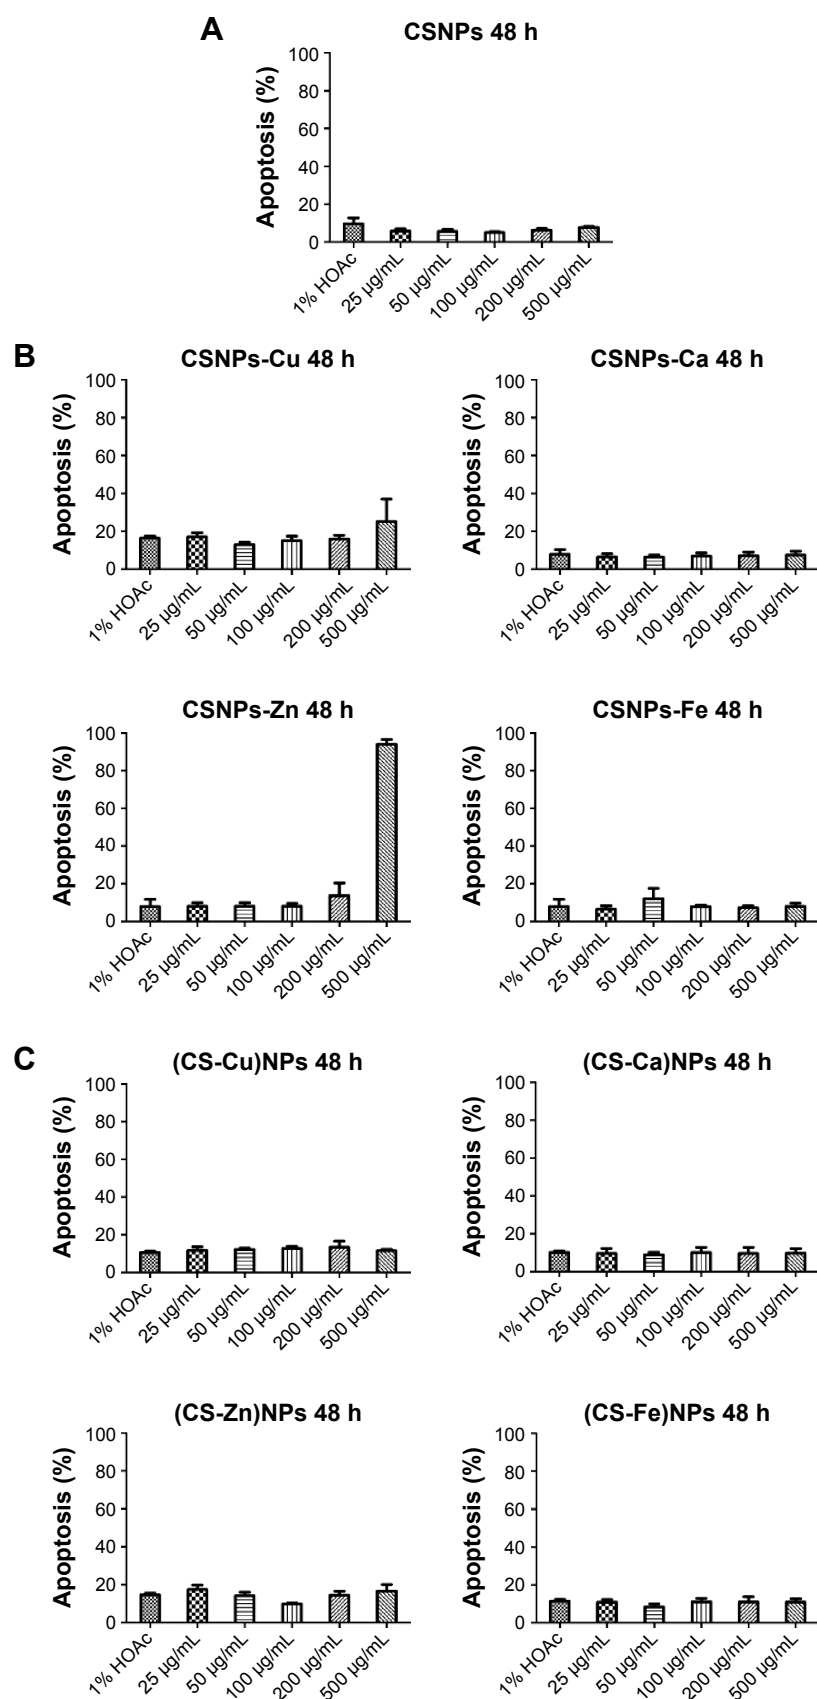 A
CSNPs 48 h
Apoptosis (%)
100
80
60
40
20
0
1% HOAc
25 µg/mL
50 µg/mL
100 µg/mL
200 µg/mL
500 µg/mL
B
CSNPs-Cu 48 h
Apoptosis (%)
100
80
60
40
20
0
1% HOAc
25 µg/mL
50 µg/mL
100 µg/mL
200 µg/mL
500 µg/mL
CSNPs-Ca 48 h
Apoptosis (%)
100
80
60
40
20
0
1% HOAc
25 µg/mL
50 µg/mL
100 µg/mL
200 µg/mL
500 µg/mL
CSNPs-Zn 48 h
Apoptosis (%)
100
80
60
40
20
0
1% HOAc
25 µg/mL
50 µg/mL
100 µg/mL
200 µg/mL
500 µg/mL
CSNPs-Fe 48 h
Apoptosis (%)
100
80
60
40
20
0
1% HOAc
25 µg/mL
50 µg/mL
100 µg/mL
200 µg/mL
500 µg/mL
C
(CS-Cu)NPs 48 h
Apoptosis (%)
100
80
60
40
20
0
1% HOAc
25 µg/mL
50 µg/mL
100 µg/mL
200 µg/mL
500 µg/mL
(CS-Ca)NPs 48 h
Apoptosis (%)
100
80
60
40
20
0
1% HOAc
25 µg/mL
50 µg/mL
100 µg/mL
200 µg/mL
500 µg/mL
(CS-Zn)NPs 48 h
Apoptosis (%)
100
80
60
40
20
0
1% HOAc
25 µg/mL
50 µg/mL
100 µg/mL
200 µg/mL
500 µg/mL
(CS-Fe)NPs 48 h
Apoptosis (%)
100
80
60
40
20
0
1% HOAc
25 µg/mL
50 µg/mL
100 µg/mL
200 µg/mL
500 µg/mL